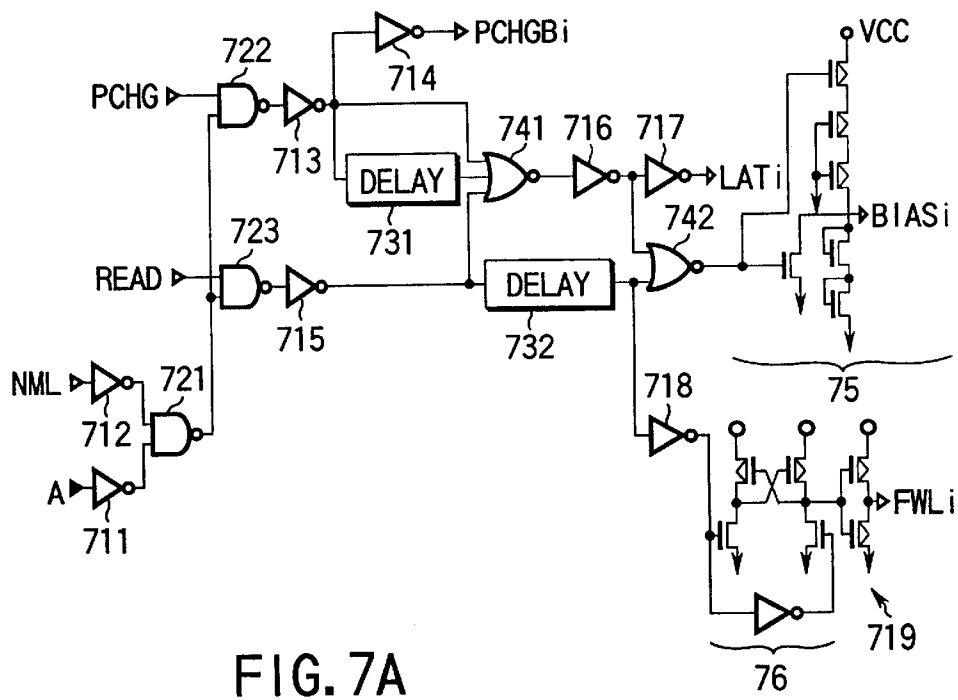 722
714
PCHGBi
VCC
PCHG
713
741
716
717
DELAY
731
LATi
723
742
BIASi
READ
715
DELAY
732
75
NML
712
721
718
A
711
FWLi
719
76
FIG. 7A